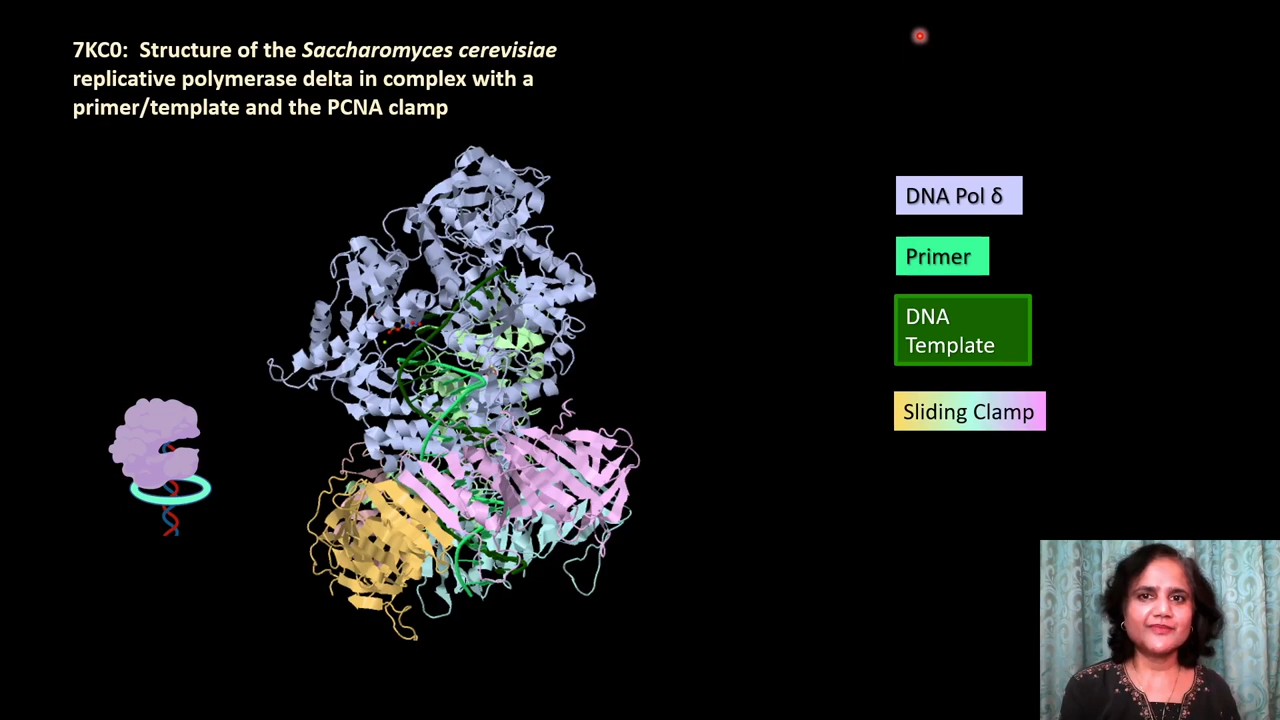 7KC0: Structure of the Saccharomyces cerevisiae
replicative polymerase delta in complex with a
primer/template and the PCNA clamp
DNA Pol δ
Primer
DNA
Template
Sliding Clamp